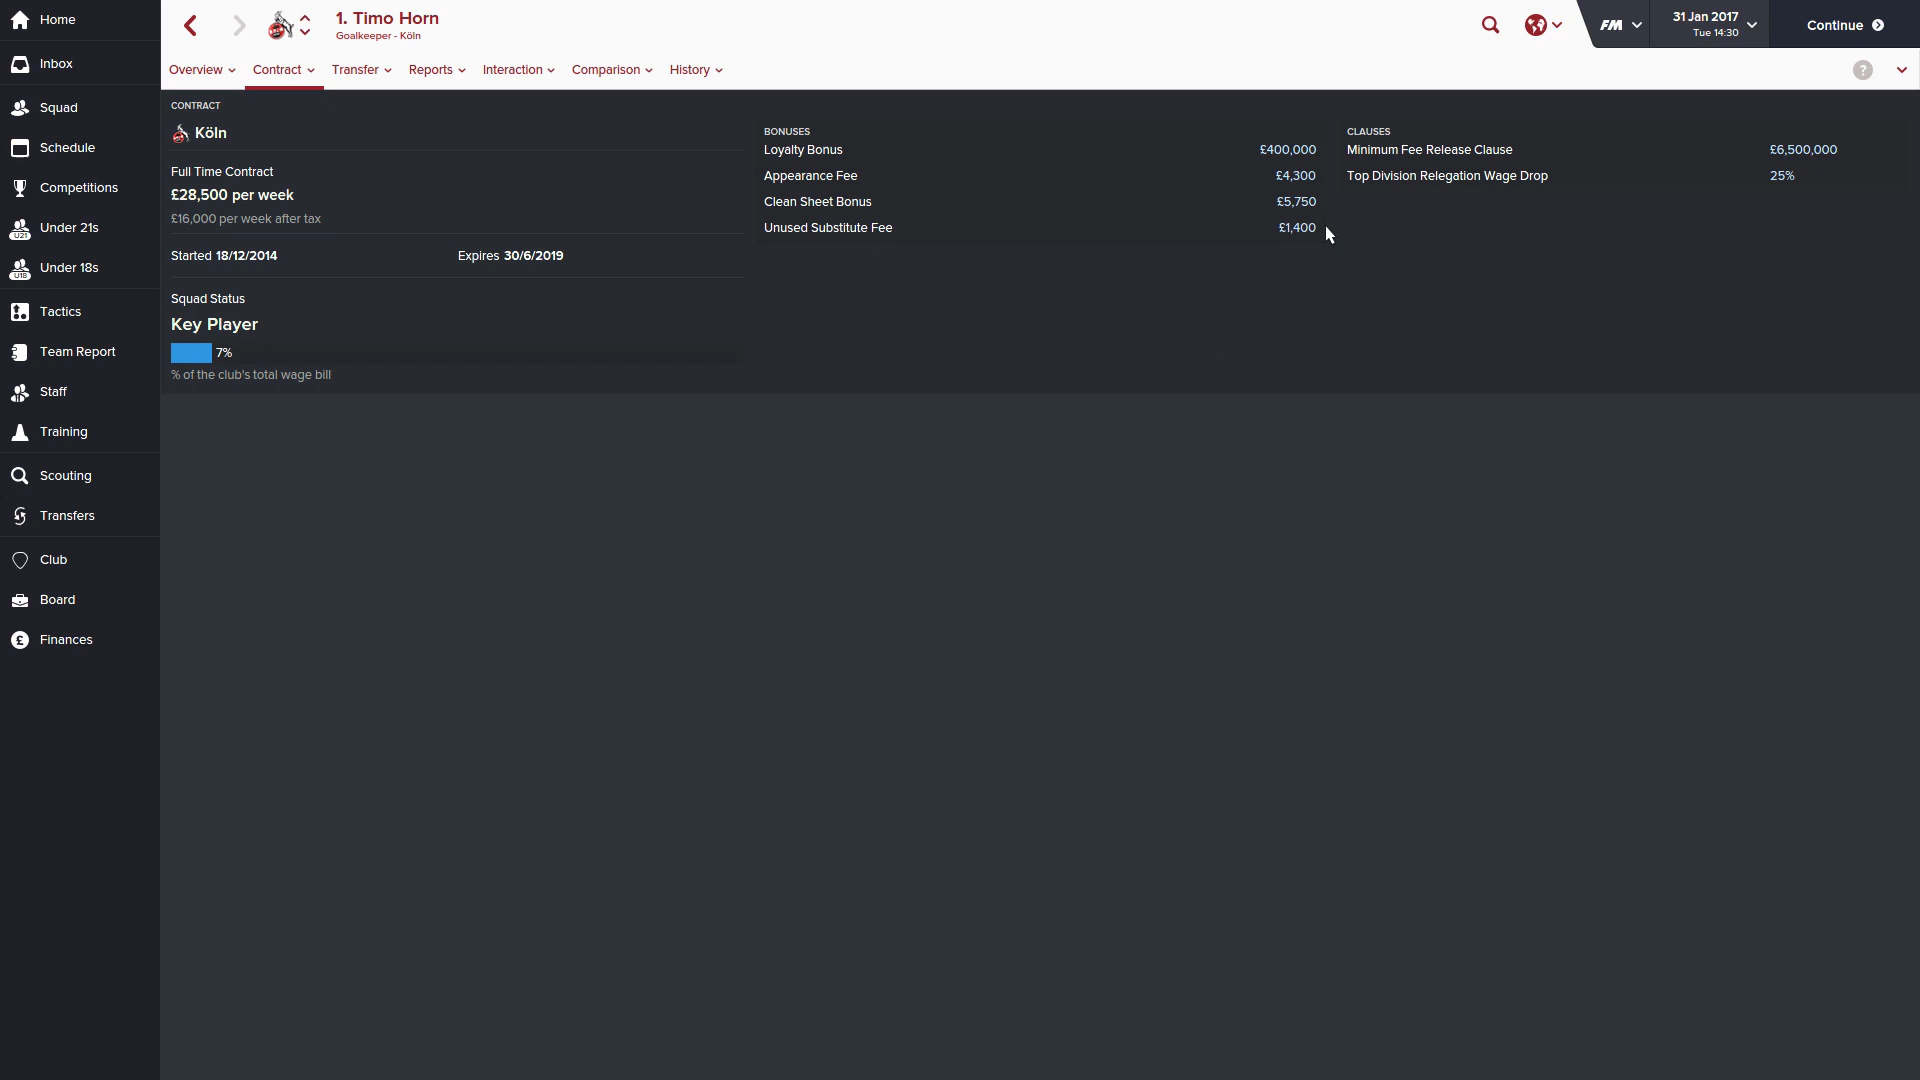 Home
Inbox
Squad
Schedule
Competitions
U21
Under 21s
U18
Under 18s
Tactics
Team Report
Staff
Training
Scouting
Transfers
Club
Board
£
Finances
1. Timo Horn
Goalkeeper - Köln
FM
31 Jan 2017
Tue 14:30
Continue
Overview
Contract
Transfer
Reports
Interaction
Comparison
History
?
CONTRACT
Köln
Full Time Contract
£28,500 per week
£16,000 per week after tax
Started 18/12/2014 Expires 30/6/2019
Squad Status
Key Player
7%
% of the club's total wage bill
BONUSES
Loyalty Bonus £400,000
Appearance Fee £4,300
Clean Sheet Bonus £5,750
Unused Substitute Fee £1,400
CLAUSES
Minimum Fee Release Clause £6,500,000
Top Division Relegation Wage Drop 25%